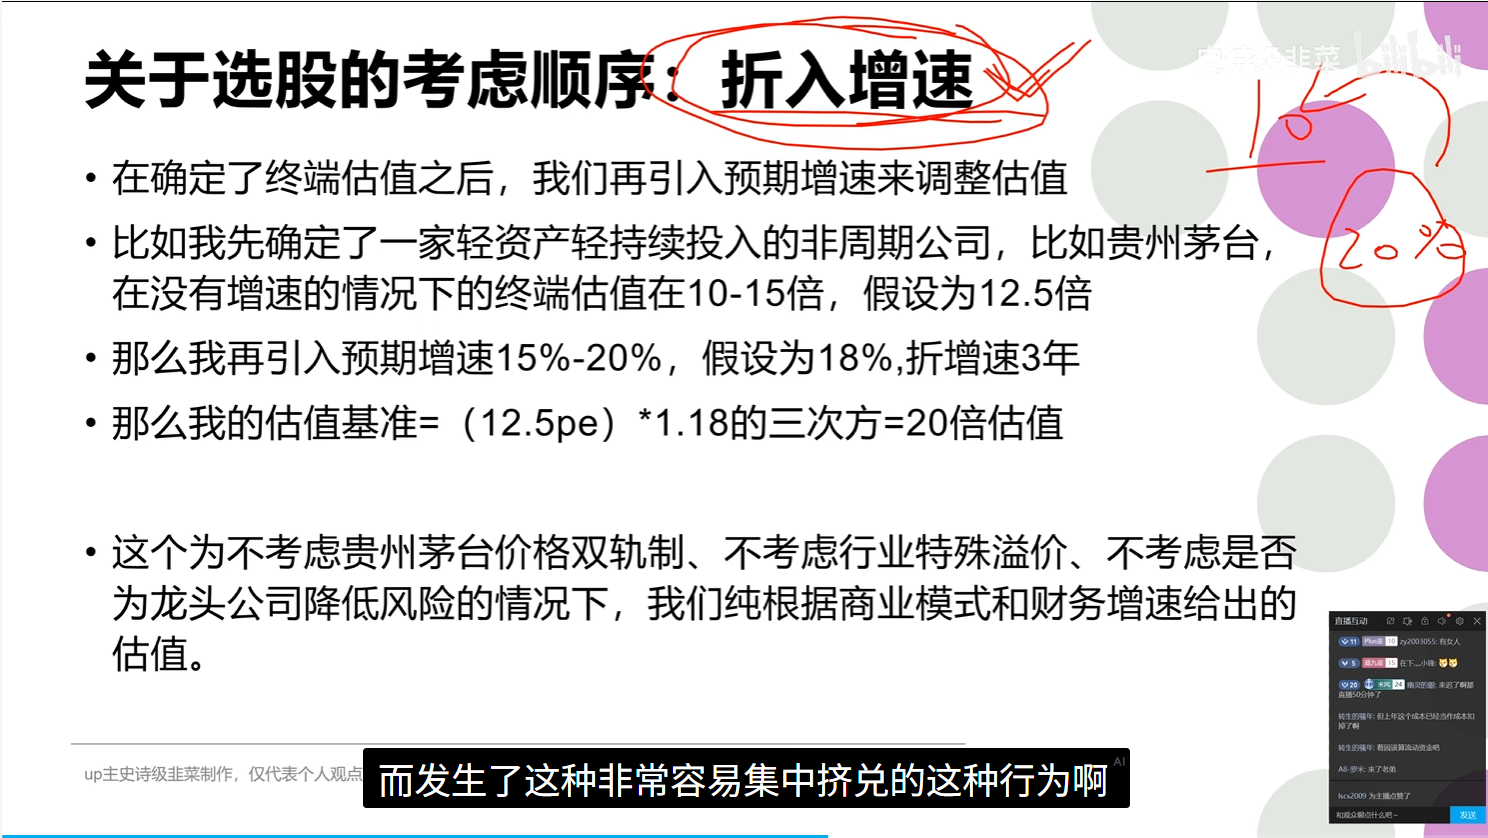 关于选股的考虑顺序：折入增速
史诗级韭菜 bilibili
10
20%
• 在确定了终端估值之后，我们再引入预期增速来调整估值
• 比如我先确定了一家轻资产轻持续投入的非周期公司，比如贵州茅台，
在没有增速的情况下的终端估值在10-15倍，假设为12.5倍
• 那么我再引入预期增速15%-20%，假设为18%,折增速3年
• 那么我的估值基准=（12.5pe）*1.18的三次方=20倍估值
• 这个为不考虑贵州茅台价格双轨制、不考虑行业特殊溢价、不考虑是否
为龙头公司降低风险的情况下，我们纯根据商业模式和财务增速给出的
估值。
up主史诗级韭菜制作，仅代表个人观点
而发生了这种非常容易集中挤兑的这种行为啊
AI
直播互动
11 Plus韭 10 zy2003055: 有女人
5 15 在下灬小锋:
20 24 幽灵的眼: 来迟了啊都
直播50分钟了
转生的骚年: 但上年这个成本已经当作成本扣
掉了啊
转生的骚年: 看因该算流动资金吧
A8-罗米: 来了老弟
lscs2009 为主播点赞了
和观众聊点什么吧~
发送